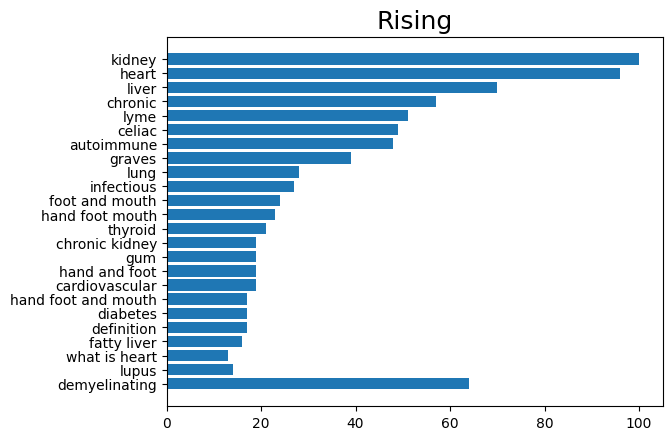 Rising
kidney
heart
liver
chronic
lyme
celiac
autoimmune
graves
lung
infectious
foot and mouth
hand foot mouth
thyroid
chronic kidney
gum
hand and foot
cardiovascular
hand foot and mouth
diabetes
definition
fatty liver
what is heart
lupus
demyelinating
0 20 40 60 80 100